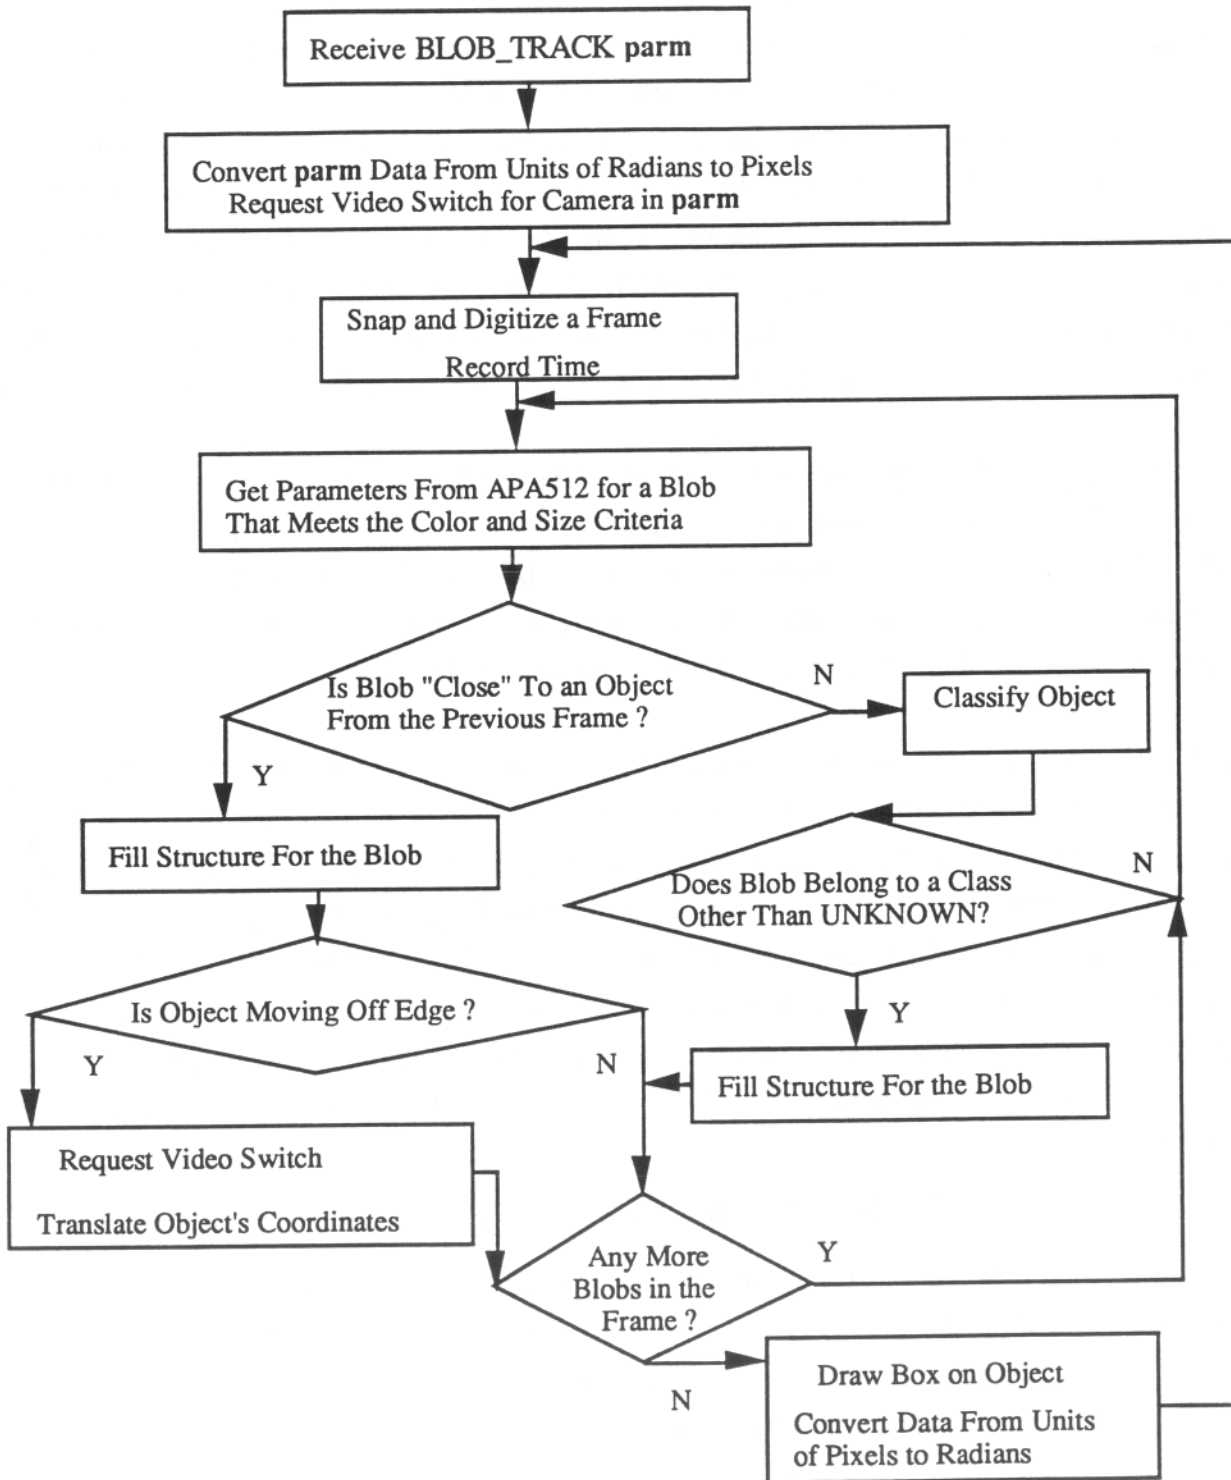 Receive BLOB_TRACK parm
Convert parm Data From Units of Radians to Pixels
Request Video Switch for Camera in parm
Snap and Digitize a Frame
Record Time
Get Parameters From APA512 for a Blob
That Meets the Color and Size Criteria
Is Blob "Close" To an Object
From the Previous Frame ?
N
Classify Object
Y
Fill Structure For the Blob
Does Blob Belong to a Class
Other Than UNKNOWN?
N
Is Object Moving Off Edge ?
Y
N
Y
Fill Structure For the Blob
Request Video Switch
Translate Object's Coordinates
Any More
Blobs in the
Frame ?
Y
N
Draw Box on Object
Convert Data From Units
of Pixels to Radians